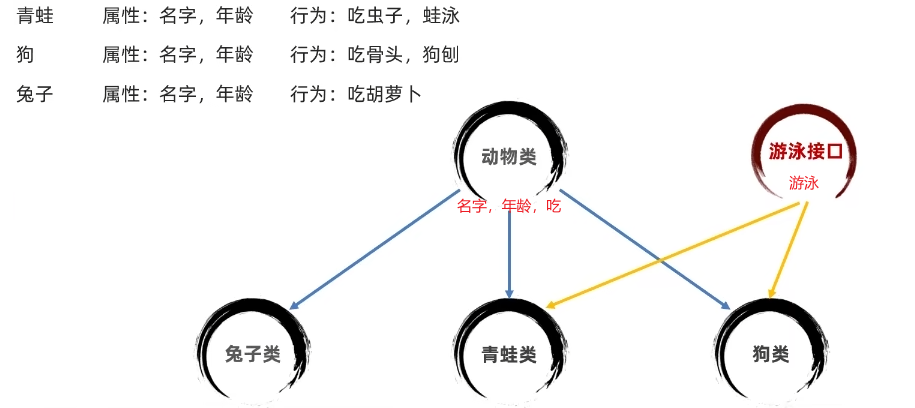 青蛙 属性：名字，年龄 行为：吃虫子，蛙泳
狗 属性：名字，年龄 行为：吃骨头，狗刨
兔子 属性：名字，年龄 行为：吃胡萝卜
动物类
游泳接口
游泳
名字，年龄，吃
兔子类
青蛙类
狗类